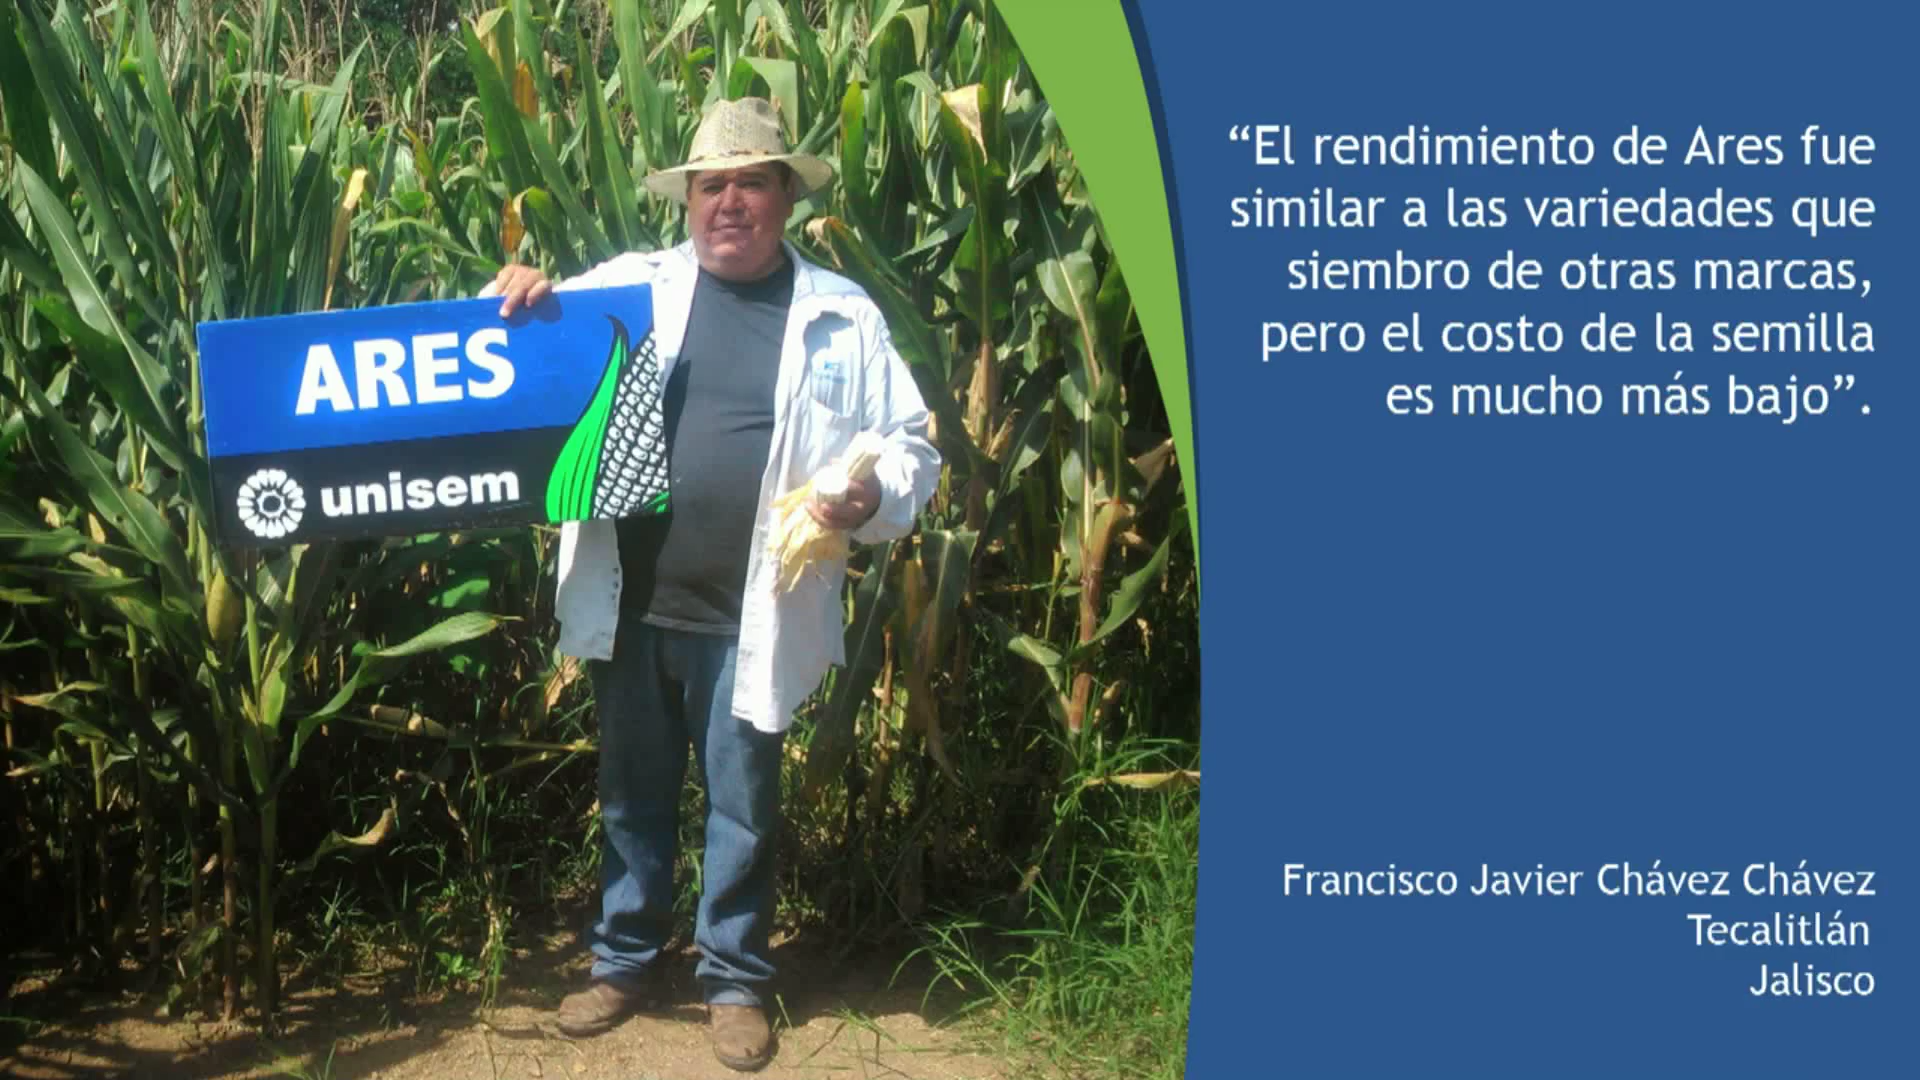 ARES
unisem
“El rendimiento de Ares fue
similar a las variedades que
siembro de otras marcas,
pero el costo de la semilla
es mucho más bajo”.
Francisco Javier Chávez Chávez
Tecalitlán
Jalisco